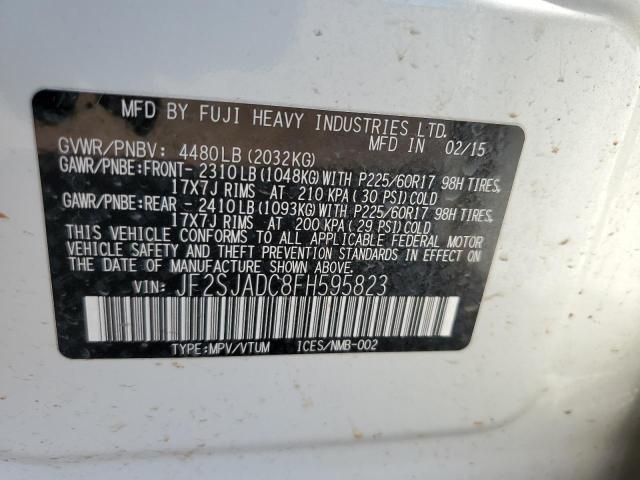 MFD BY FUJI HEAVY INDUSTRIES LTD.
GVWR/PNBV: 4480LB (2032KG) MFD IN 02/15
GAWR/PNBE:FRONT- 2310LB(1048KG)WITH P225/60R17 98H TIRES,
17X7J RIMS AT 210 KPA( 30 PSI)COLD
GAWR/PNBE:REAR - 2410LB(1093KG)WITH P225/60R17 98H TIRES,
17X7J RIMS AT 200 KPA( 29 PSI)COLD
THIS VEHICLE CONFORMS TO ALL APPLICABLE FEDERAL MOTOR
VEHICLE SAFETY AND THEFT PREVENTION STANDARDS IN EFFECT ON
THE DATE OF MANUFACTURE SHOWN ABOVE.
VIN: JF2SJADC8FH595823
TYPE:MPV/VTUM ICES/NMB-002